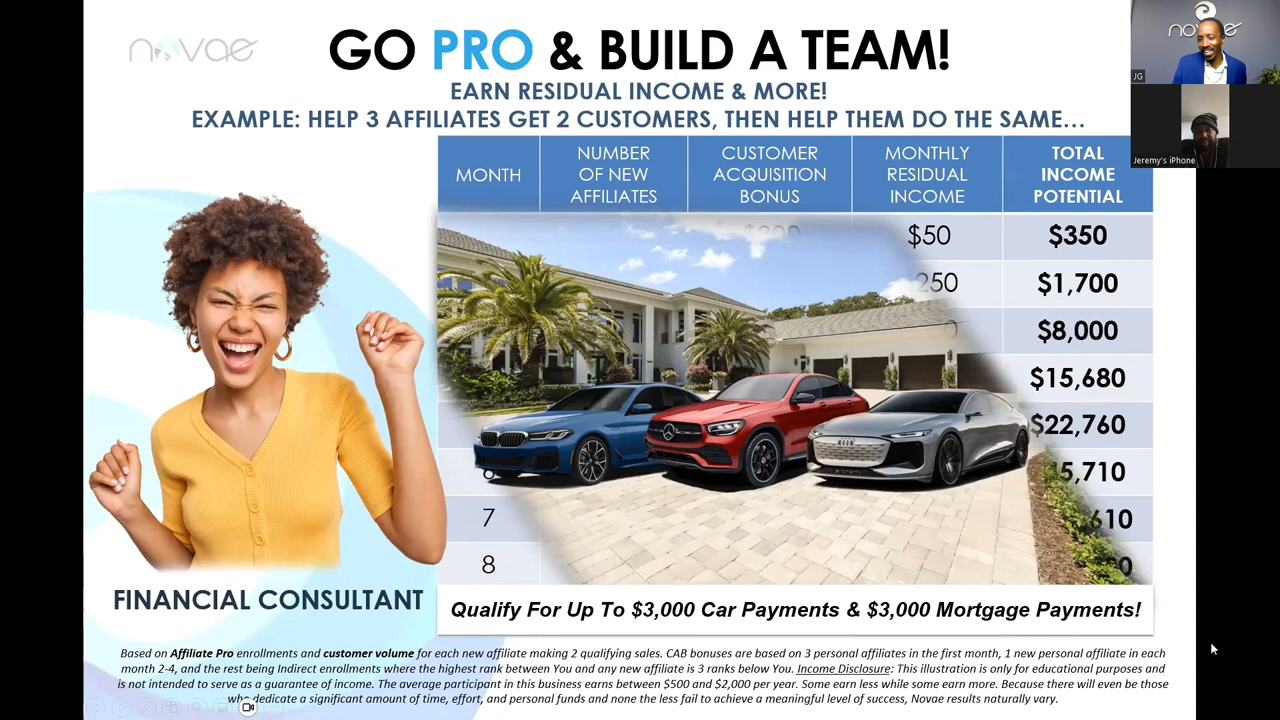 novae
GO PRO & BUILD A TEAM!
EARN RESIDUAL INCOME & MORE!
EXAMPLE: HELP 3 AFFILIATES GET 2 CUSTOMERS, THEN HELP THEM DO THE SAME...
novae
JG
Jeremy's iPhone
MONTH
NUMBER OF NEW AFFILIATES
CUSTOMER ACQUISITION BONUS
MONTHLY RESIDUAL INCOME
TOTAL INCOME POTENTIAL
$50 $350
250 $1,700
$8,000
$15,680
$22,760
5,710
7 610
8 0
FINANCIAL CONSULTANT
Qualify For Up To $3,000 Car Payments & $3,000 Mortgage Payments!
Based on Affiliate Pro enrollments and customer volume for each new affiliate making 2 qualifying sales. CAB bonuses are based on 3 personal affiliates in the first month, 1 new personal affiliate in each
month 2-4, and the rest being Indirect enrollments where the highest rank between You and any new affiliate is 3 ranks below You. Income Disclosure: This illustration is only for educational purposes and
is not intended to serve as a guarantee of income. The average participant in this business earns between $500 and $2,000 per year. Some earn less while some earn more. Because there will even be those
who dedicate a significant amount of time, effort, and personal funds and none the less fail to achieve a meaningful level of success, Novae results naturally vary.